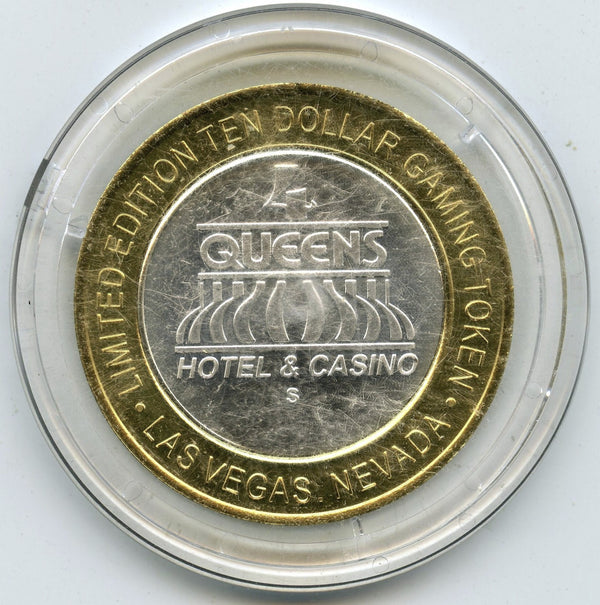 LIMITED EDITION TEN DOLLAR GAMING TOKEN
4
QUEENS
HOTEL & CASINO
S
• LAS VEGAS, NEVADA •